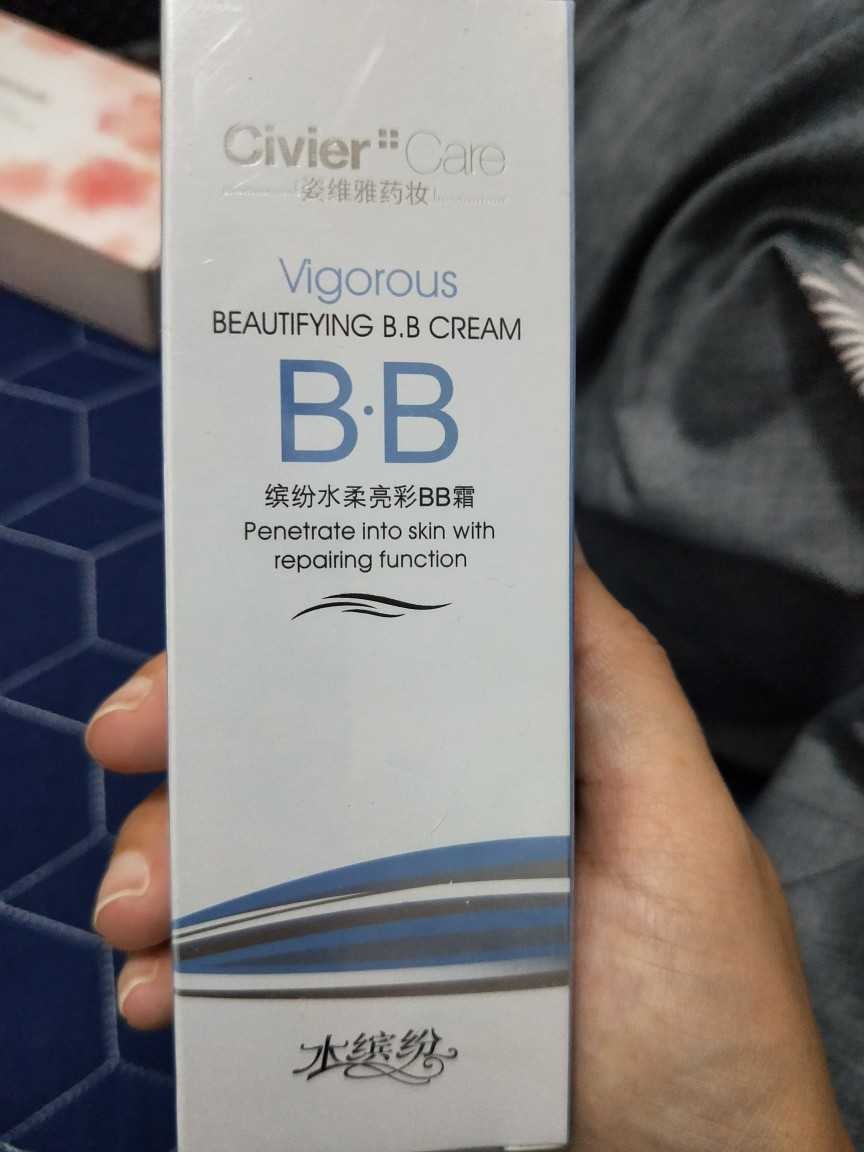 Civier Care
姿维雅药妆
Vigorous
BEAUTIFYING B.B CREAM
B·B
缤纷水柔亮彩BB霜
Penetrate into skin with
repairing function
水缤纷